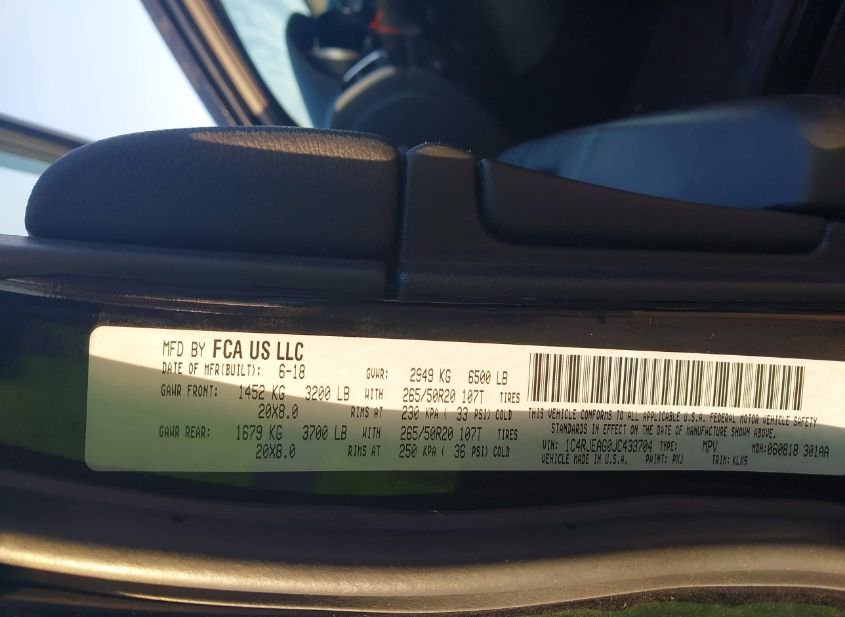 MFD BY FCA US LLC
DATE OF MFR(BUILT): 6-18 GVWR: 2949 KG 6500 LB
GAWR FRONT: 1452 KG 3200 LB WITH 265/50R20 107T TIRES
20X8.0 RIMS AT 230 KPA ( 33 PSI) COLD
GAWR REAR: 1679 KG 3700 LB WITH 265/50R20 107T TIRES
20X8.0 RIMS AT 250 KPA ( 36 PSI) COLD
THIS VEHICLE CONFORMS TO ALL APPLICABLE U.S.A. FEDERAL MOTOR VEHICLE SAFETY
STANDARDS IN EFFECT ON THE DATE OF MANUFACTURE SHOWN ABOVE.
VIN: 1C4RJEAG0JC433704 TYPE: MPV MDH:060818 301AA
VEHICLE MADE IN U.S.A. PAINT: PXJ TRIM: KLX9